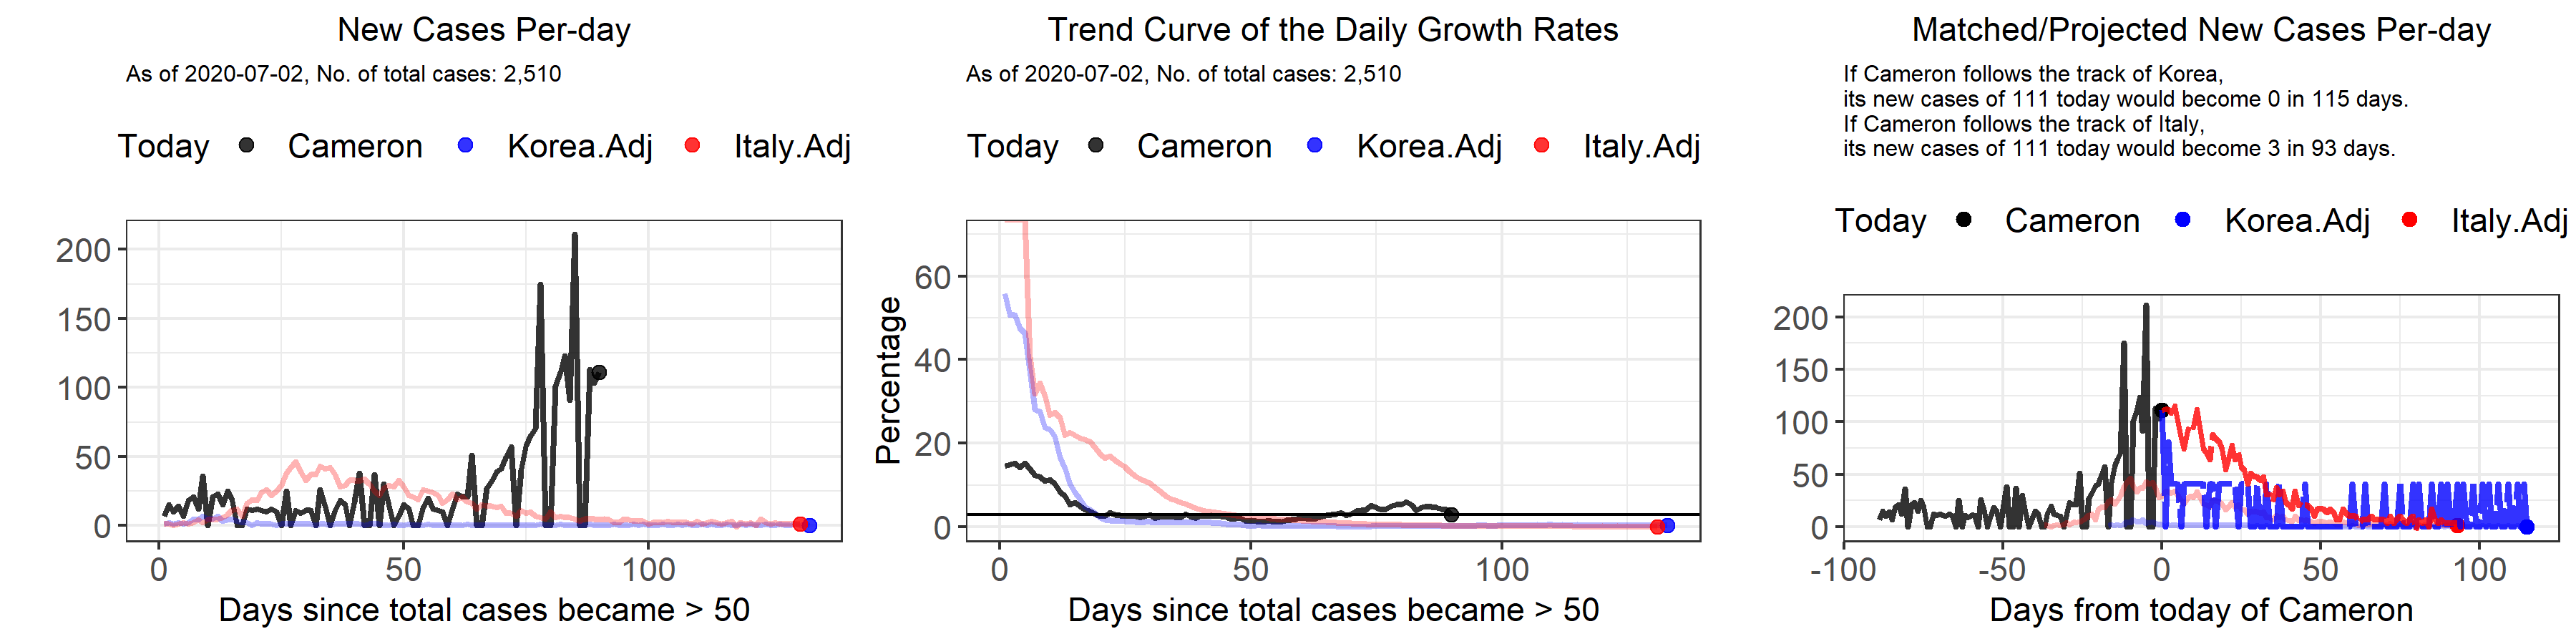 New Cases Per-day
As of 2020-07-02, No. of total cases: 2,510
Today Cameron Korea.Adj Italy.Adj
200
150
100
50
0
0 50 100
Days since total cases became > 50
Trend Curve of the Daily Growth Rates
As of 2020-07-02, No. of total cases: 2,510
Today Cameron Korea.Adj Italy.Adj
Percentage
60
40
20
0
0 50 100
Days since total cases became > 50
Matched/Projected New Cases Per-day
If Cameron follows the track of Korea,
its new cases of 111 today would become 0 in 115 days.
If Cameron follows the track of Italy,
its new cases of 111 today would become 3 in 93 days.
Today Cameron Korea.Adj Italy.Adj
200
150
100
50
0
-100 -50 0 50 100
Days from today of Cameron